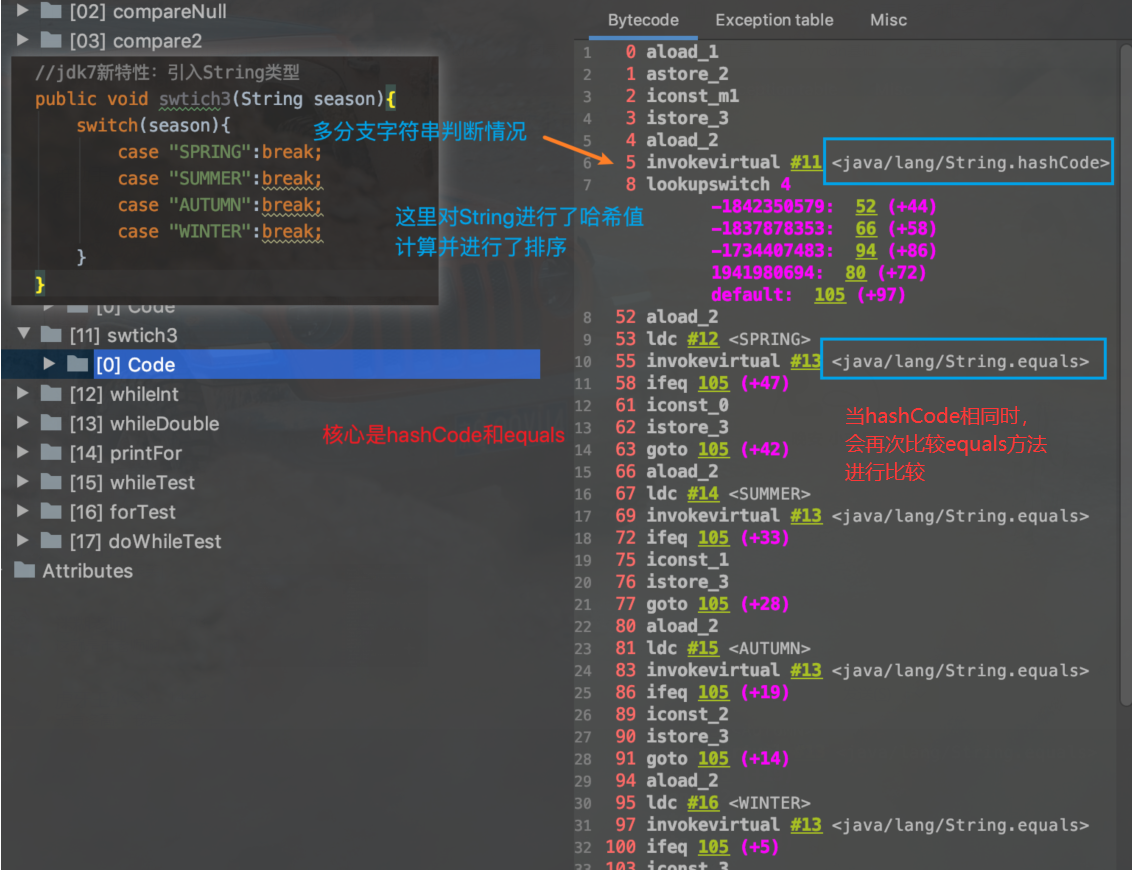 [02] compareNull
[03] compare2
//jdk7新特性：引入String类型
public void swtich3(String season){
switch(season){
case "SPRING":break;
case "SUMMER":break;
case "AUTUMN":break;
case "WINTER":break;
}
}
多分支字符串判断情况
这里对String进行了哈希值
计算并进行了排序
[0] Code
[11] swtich3
[0] Code
[12] whileInt
[13] whileDouble
[14] printFor
[15] whileTest
[16] forTest
[17] doWhileTest
Attributes
核心是hashCode和equals
Bytecode Exception table Misc
1 0 aload_1
2 1 astore_2
3 2 iconst_m1
4 3 istore_3
5 4 aload_2
6 5 invokevirtual #11 <java/lang/String.hashCode>
7 8 lookupswitch 4
-1842350579: 52 (+44)
-1837878353: 66 (+58)
-1734407483: 94 (+86)
1941980694: 80 (+72)
default: 105 (+97)
8 52 aload_2
9 53 ldc #12 <SPRING>
10 55 invokevirtual #13 <java/lang/String.equals>
11 58 ifeq 105 (+47)
12 61 iconst_0
13 62 istore_3
14 63 goto 105 (+42)
15 66 aload_2
16 67 ldc #14 <SUMMER>
17 69 invokevirtual #13 <java/lang/String.equals>
18 72 ifeq 105 (+33)
19 75 iconst_1
20 76 istore_3
21 77 goto 105 (+28)
22 80 aload_2
23 81 ldc #15 <AUTUMN>
24 83 invokevirtual #13 <java/lang/String.equals>
25 86 ifeq 105 (+19)
26 89 iconst_2
27 90 istore_3
28 91 goto 105 (+14)
29 94 aload_2
30 95 ldc #16 <WINTER>
31 97 invokevirtual #13 <java/lang/String.equals>
32 100 ifeq 105 (+5)
33 103 iconst_3
当hashCode相同时，
会再次比较equals方法
进行比较